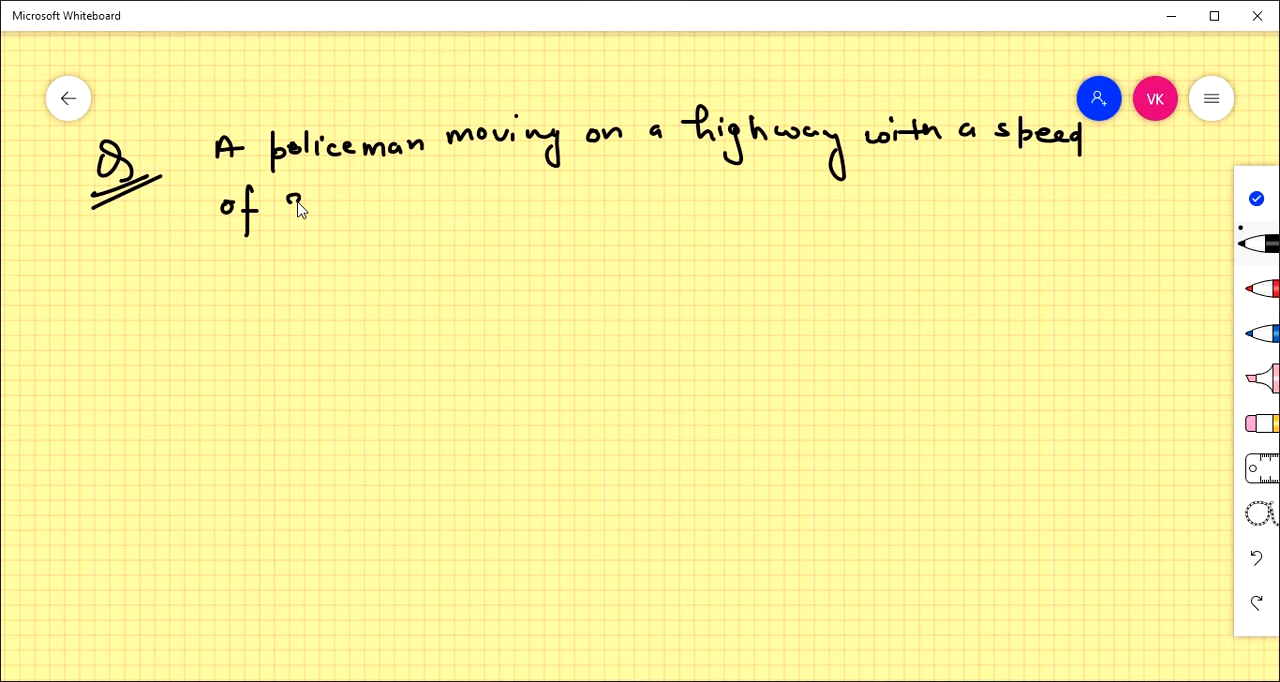 Microsoft Whiteboard
VK
Q
A policeman moving on a highway with a speed
of